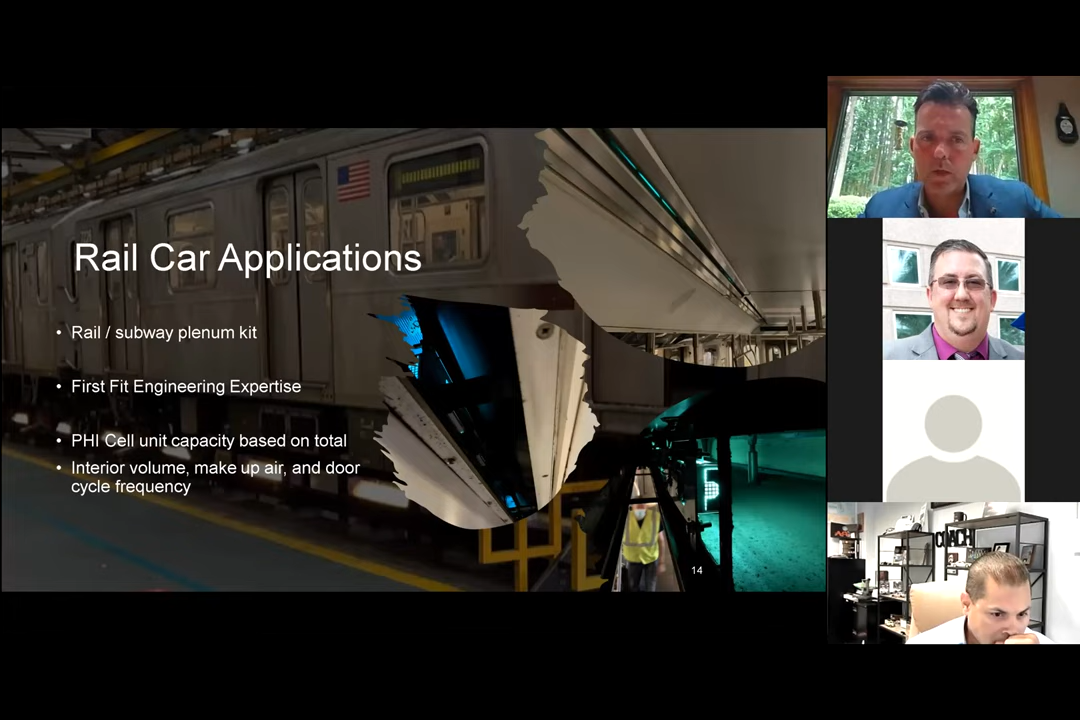 Rail Car Applications
• Rail / subway plenum kit
• First Fit Engineering Expertise
• PHI Cell unit capacity based on total
• Interior volume, make up air, and door
cycle frequency
14
COACH